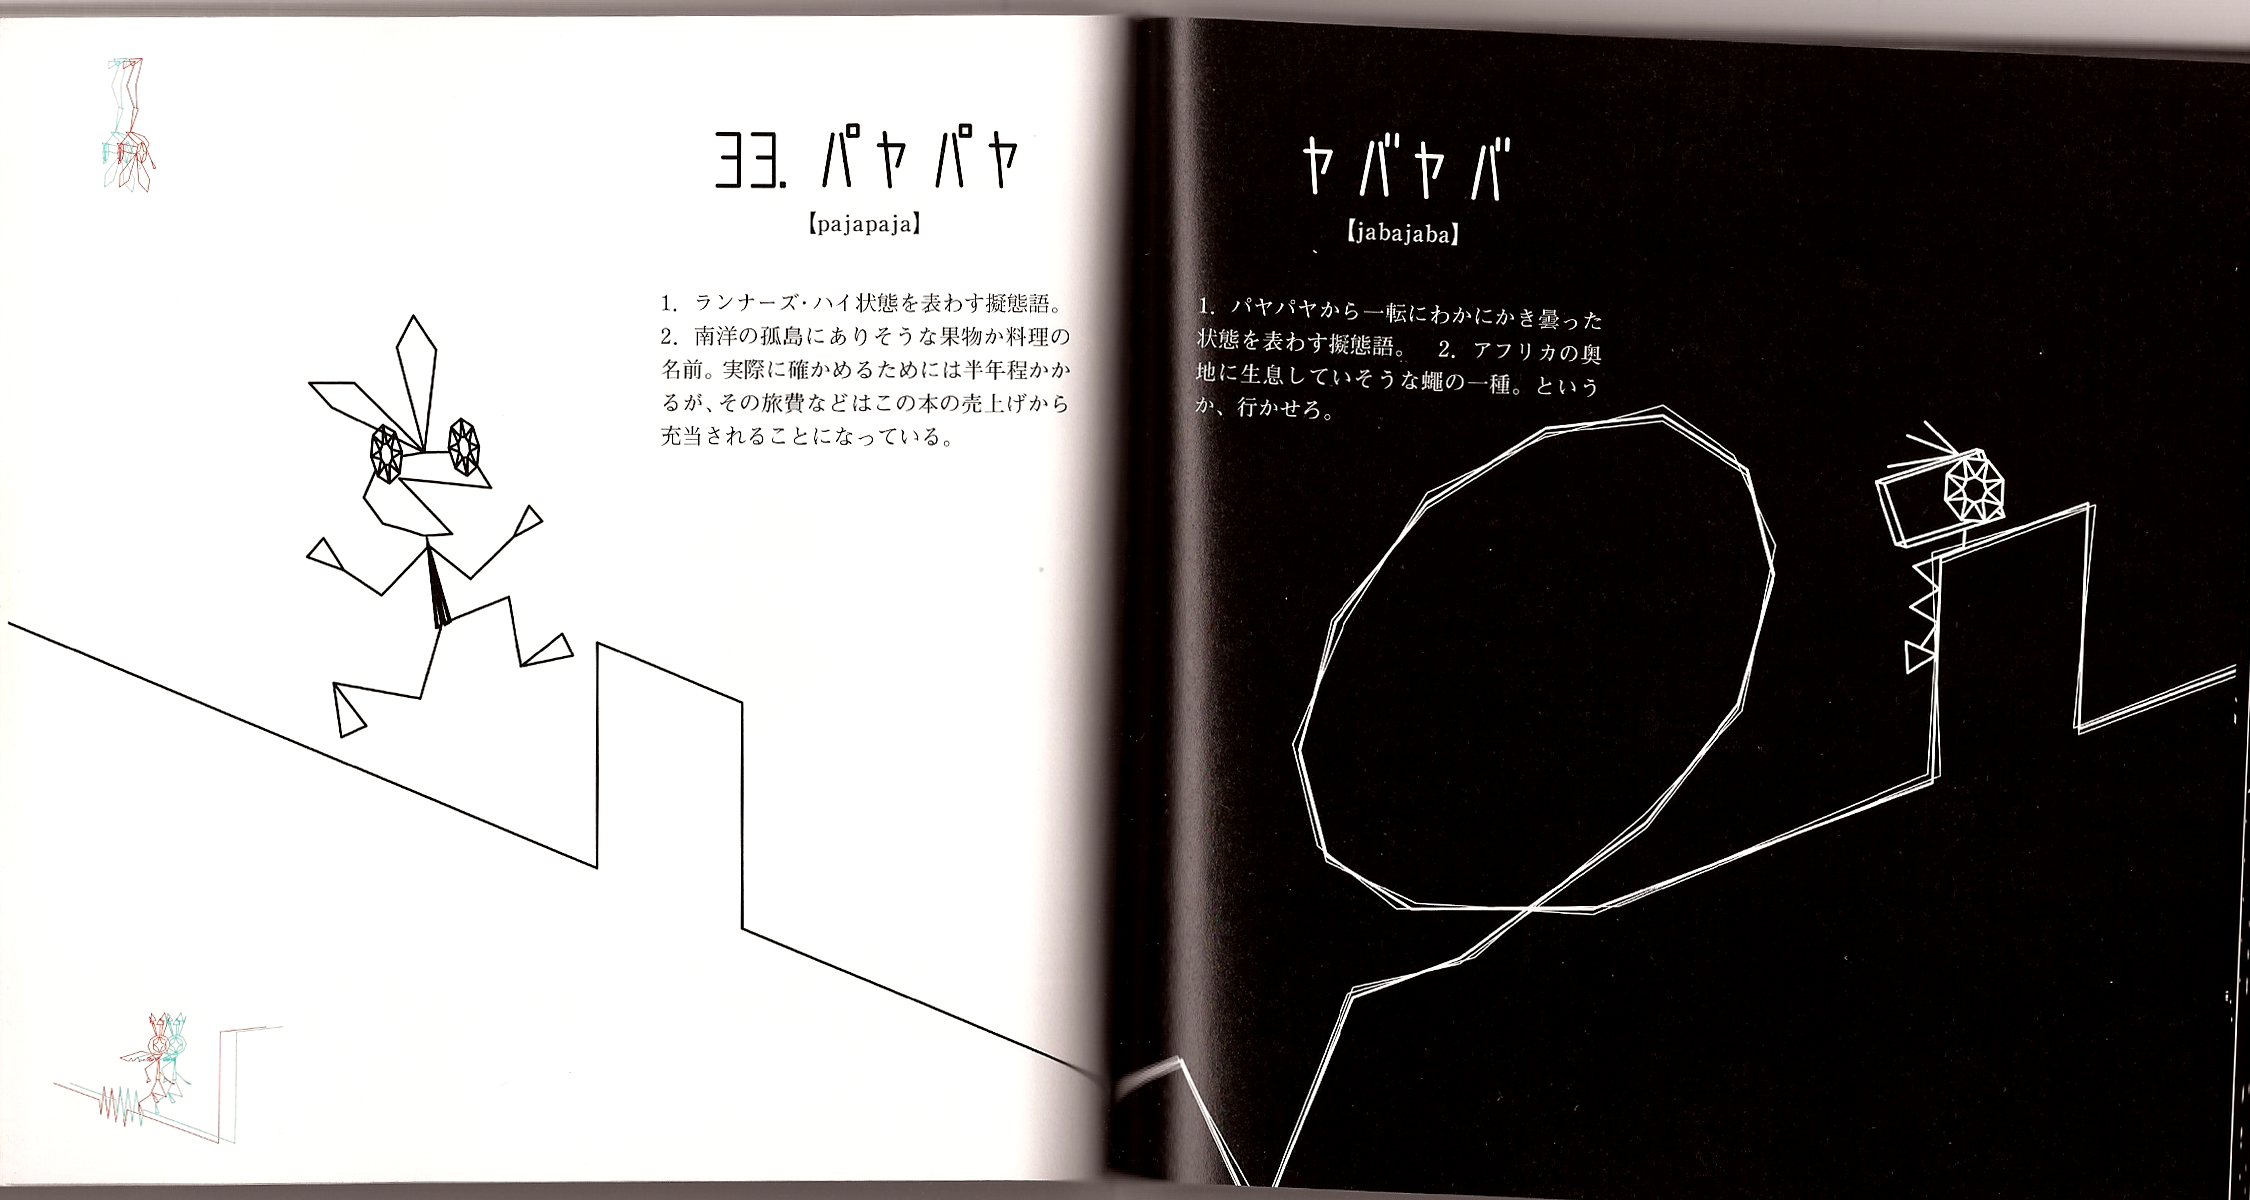 33. パヤパヤ
【pajapaja】
1. ランナーズ・ハイ状態を表わす擬態語。
2. 南洋の孤島にありそうな果物か料理の
名前。実際に確かめるためには半年程かか
るが、その旅費などはこの本の売上げから
充当されることになっている。
ヤバヤバ
【jabajaba】
1. パヤパヤから一転にわかにかき曇った
状態を表わす擬態語。 2. アフリカの奥
地に生息していそうな蠅の一種。という
か、行かせろ。